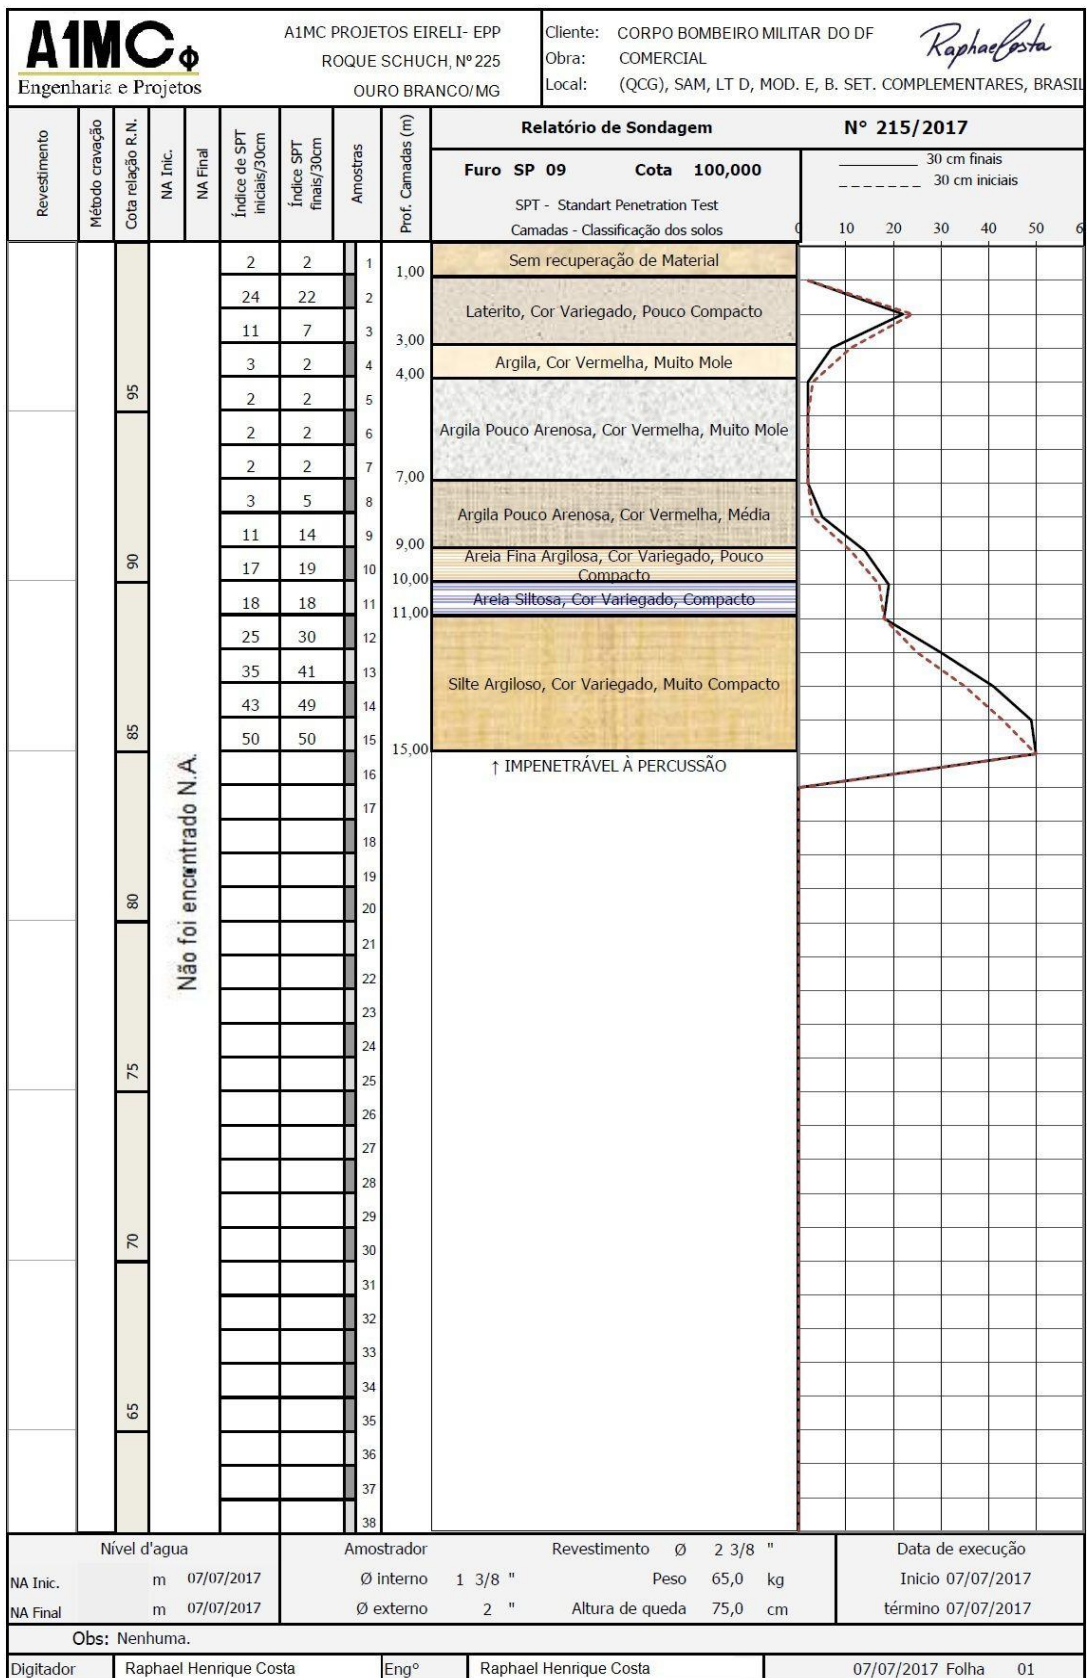 A1MC Φ
Engenharia e Projetos
A1MC PROJETOS EIRELI- EPP
ROQUE SCHUCH, Nº 225
OURO BRANCO/MG
Cliente: CORPO BOMBEIRO MILITAR DO DF
Obra: COMERCIAL
Local: (QCG), SAM, LT D, MOD. E, B. SET. COMPLEMENTARES, BRASIL
Raphael Costa
Revestimento
Método cravação
Cota relação R.N.
NA Inic.
NA Final
Índice de SPT iniciais/30cm
Índice SPT finais/30cm
Amostras
Prof. Camadas (m)
Relatório de Sondagem
N° 215/2017
Furo SP 09 Cota 100,000
SPT - Standart Penetration Test
Camadas - Classificação dos solos
30 cm finais
30 cm iniciais
0 10 20 30 40 50 6
2 2 1
1,00
Sem recuperação de Material
24 22 2
Laterito, Cor Variegado, Pouco Compacto
11 7 3
3,00
3 2 4
Argila, Cor Vermelha, Muito Mole
4,00
95
2 2 5
2 2 6
Argila Pouco Arenosa, Cor Vermelha, Muito Mole
2 2 7
7,00
3 5 8
Argila Pouco Arenosa, Cor Vermelha, Média
11 14 9
9,00
90
17 19 10
Areia Fina Argilosa, Cor Variegado, Pouco
Compacto
10,00
18 18 11
Areia Siltosa, Cor Variegado, Compacto
11,00
25 30 12
35 41 13
Silte Argiloso, Cor Variegado, Muito Compacto
43 49 14
85
50 50 15
15,00
↑ IMPENETRÁVEL À PERCUSSÃO
Não foi encontrado N.A.
16
17
18
19
80
20
21
22
23
24
75
25
26
27
28
29
70
30
31
32
33
34
65
35
36
37
38
Nível d'agua
NA Inic. m 07/07/2017
NA Final m 07/07/2017
Amostrador
Ø interno 1 3/8 "
Ø externo 2 "
Revestimento Ø 2 3/8 "
Peso 65,0 kg
Altura de queda 75,0 cm
Data de execução
Inicio 07/07/2017
término 07/07/2017
Obs: Nenhuma.
Digitador Raphael Henrique Costa Engº Raphael Henrique Costa 07/07/2017 Folha 01